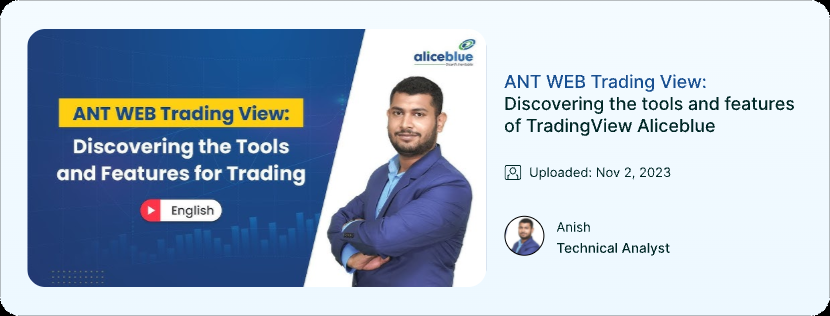 aliceblue
ANT WEB Trading View:
Discovering the Tools
and Features for Trading
English
ANT WEB Trading View:
Discovering the tools and features
of TradingView Aliceblue
Uploaded: Nov 2, 2023
Anish
Technical Analyst